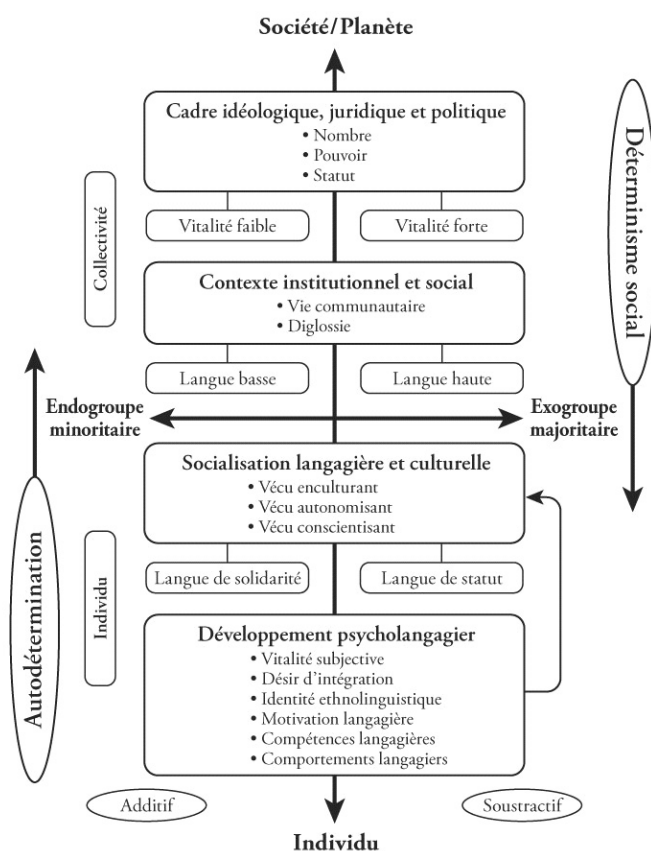 Société/Planète
Cadre idéologique, juridique et politique
• Nombre
• Pouvoir
• Statut
Vitalité faible
Vitalité forte
Collectivité
Déterminisme social
Contexte institutionnel et social
• Vie communautaire
• Diglossie
Langue basse
Langue haute
Endogroupe
minoritaire
Exogroupe
majoritaire
Socialisation langagière et culturelle
• Vécu enculturant
• Vécu autonomisant
• Vécu conscientisant
Langue de solidarité
Langue de statut
Autodétermination
Individu
Développement psycholangagier
• Vitalité subjective
• Désir d’intégration
• Identité ethnolinguistique
• Motivation langagière
• Compétences langagières
• Comportements langagiers
Additif
Soustractif
Individu